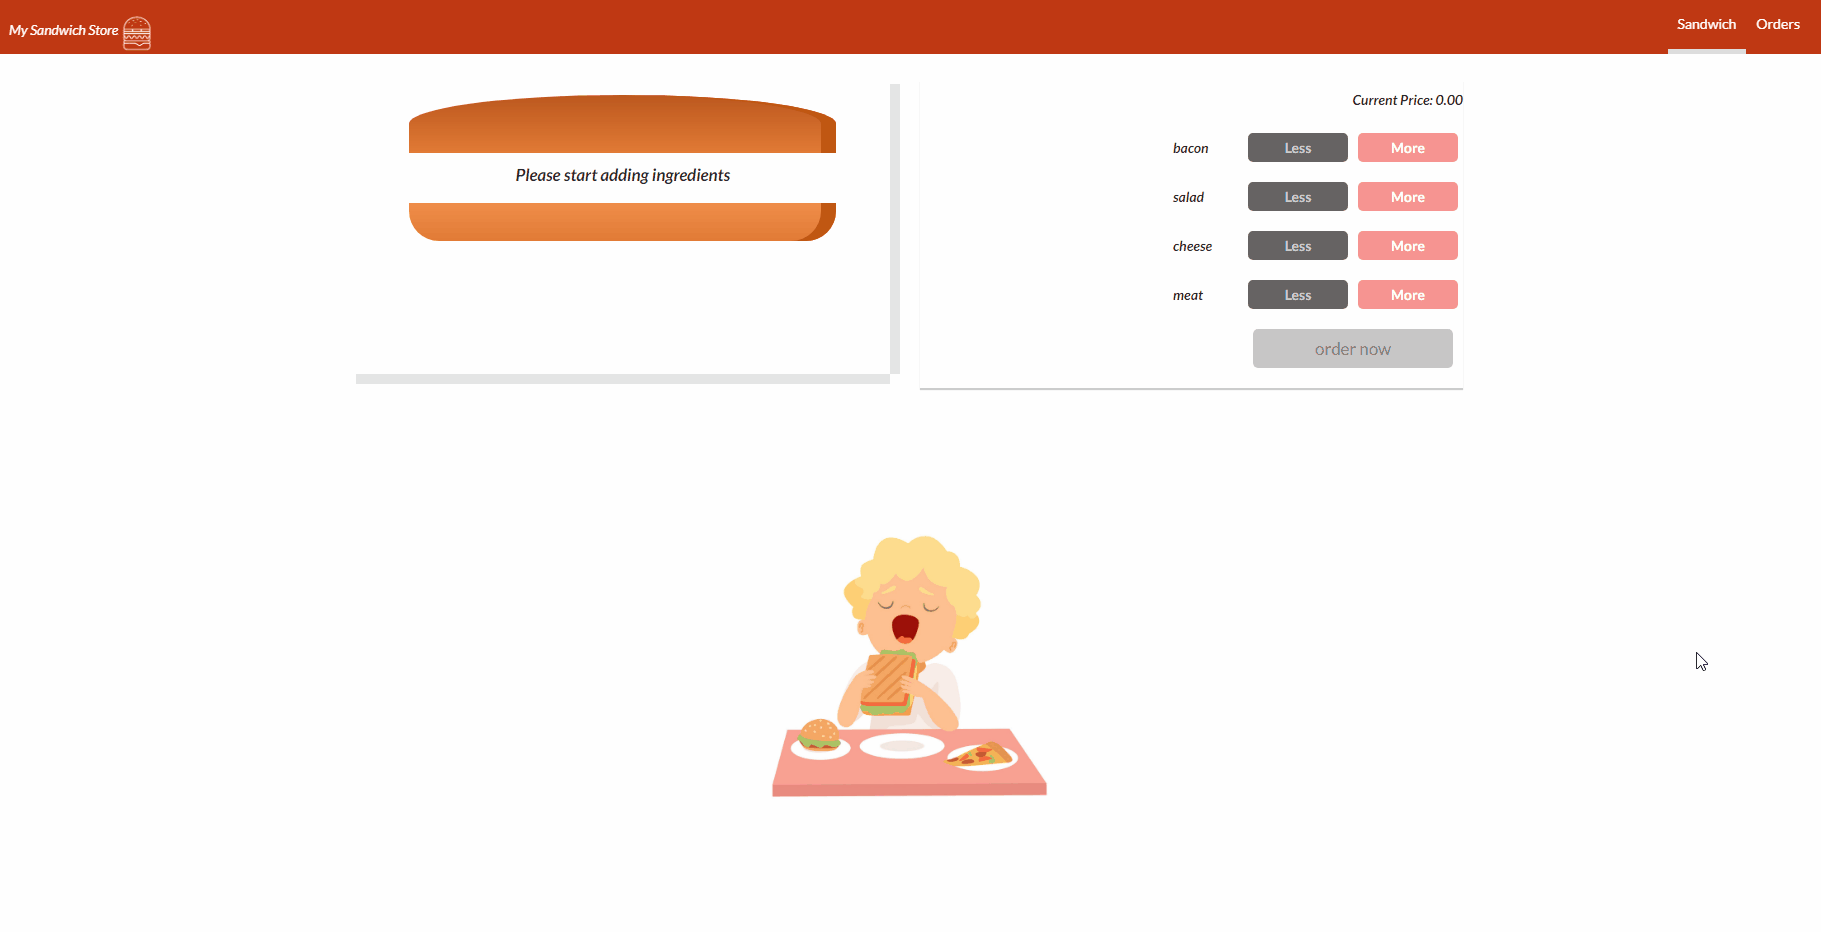 My Sandwich Store
Sandwich Orders
Please start adding ingredients
Current Price: 0.00
bacon Less More
salad Less More
cheese Less More
meat Less More
order now